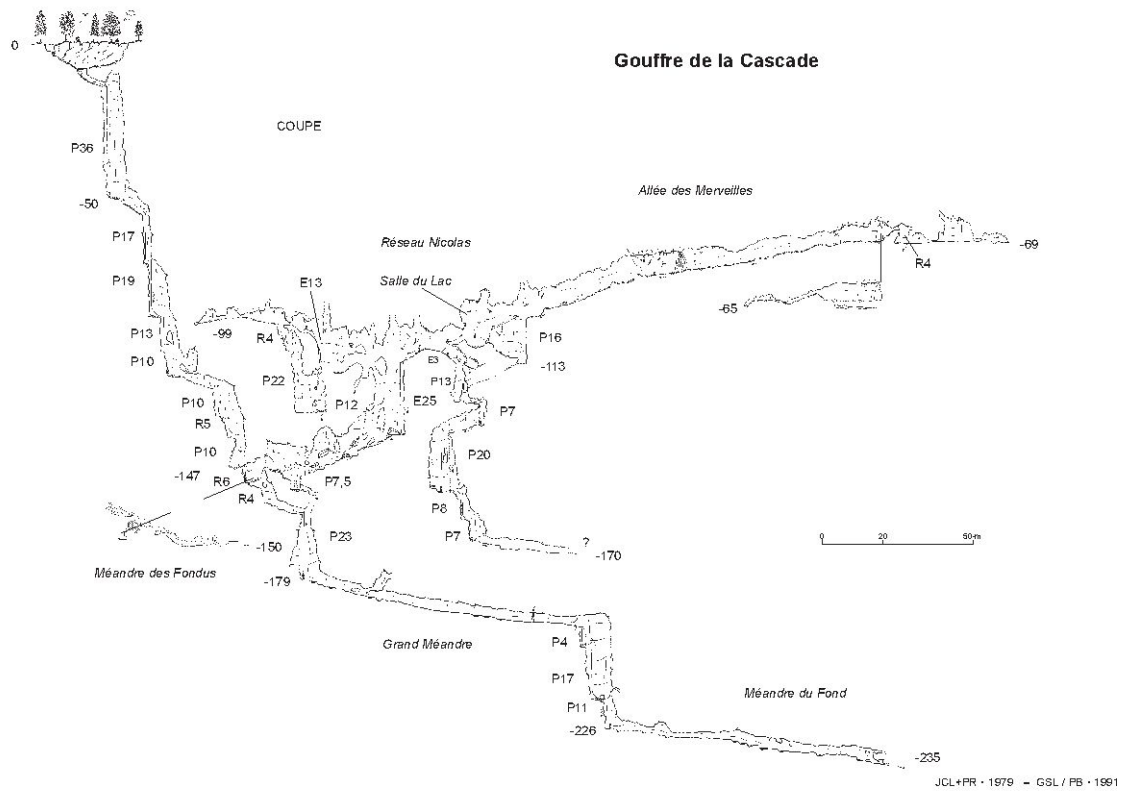 0
Gouffre de la Cascade
COUPE
P36
Allée des Merveilles
-50
P17
Réseau Nicolas
-69
R4
P19
E13
Salle du Lac
-65
-99
P13
R4
P16
P10
E3
-113
P22
P13
P10
P12
E25
P7
R5
P10
P20
-147
R6
P7,5
R4
P8
P23
P7
?
0 20 50 m
-150
-170
Méandre des Fondus
-179
Grand Méandre
P4
P17
Méandre du Fond
P11
-226
-235
JCL+PR · 1979 – GSL / PB · 1991